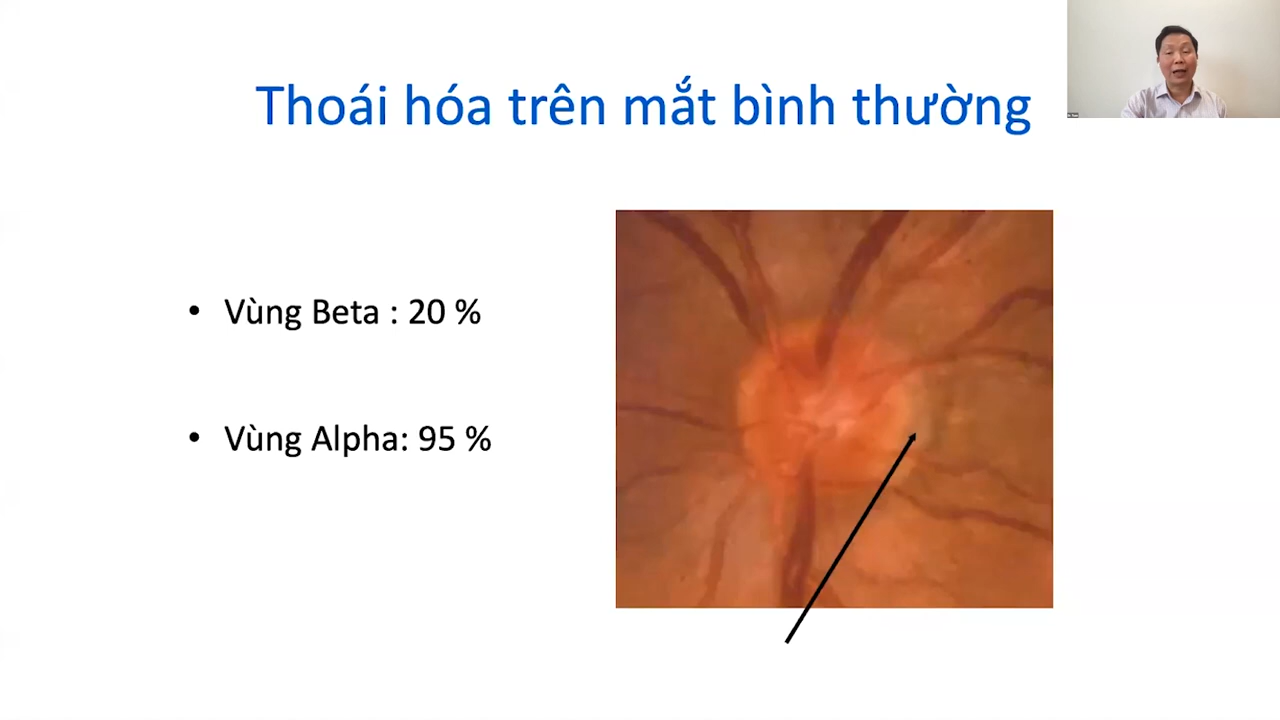 Thoái hóa trên mắt bình thường
• Vùng Beta : 20 %
• Vùng Alpha: 95 %